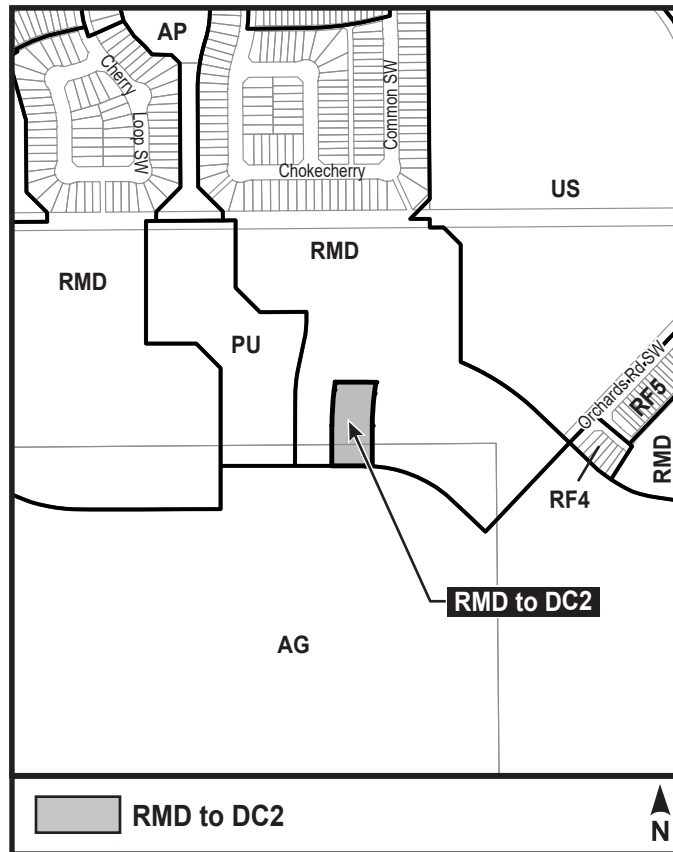 AP
Cherry
Loop SW
Common SW
Chokecherry
US
RMD
RMD
PU
Orchards Rd SW
RF5
RMD
RF4
RMD to DC2
AG
RMD to DC2
N